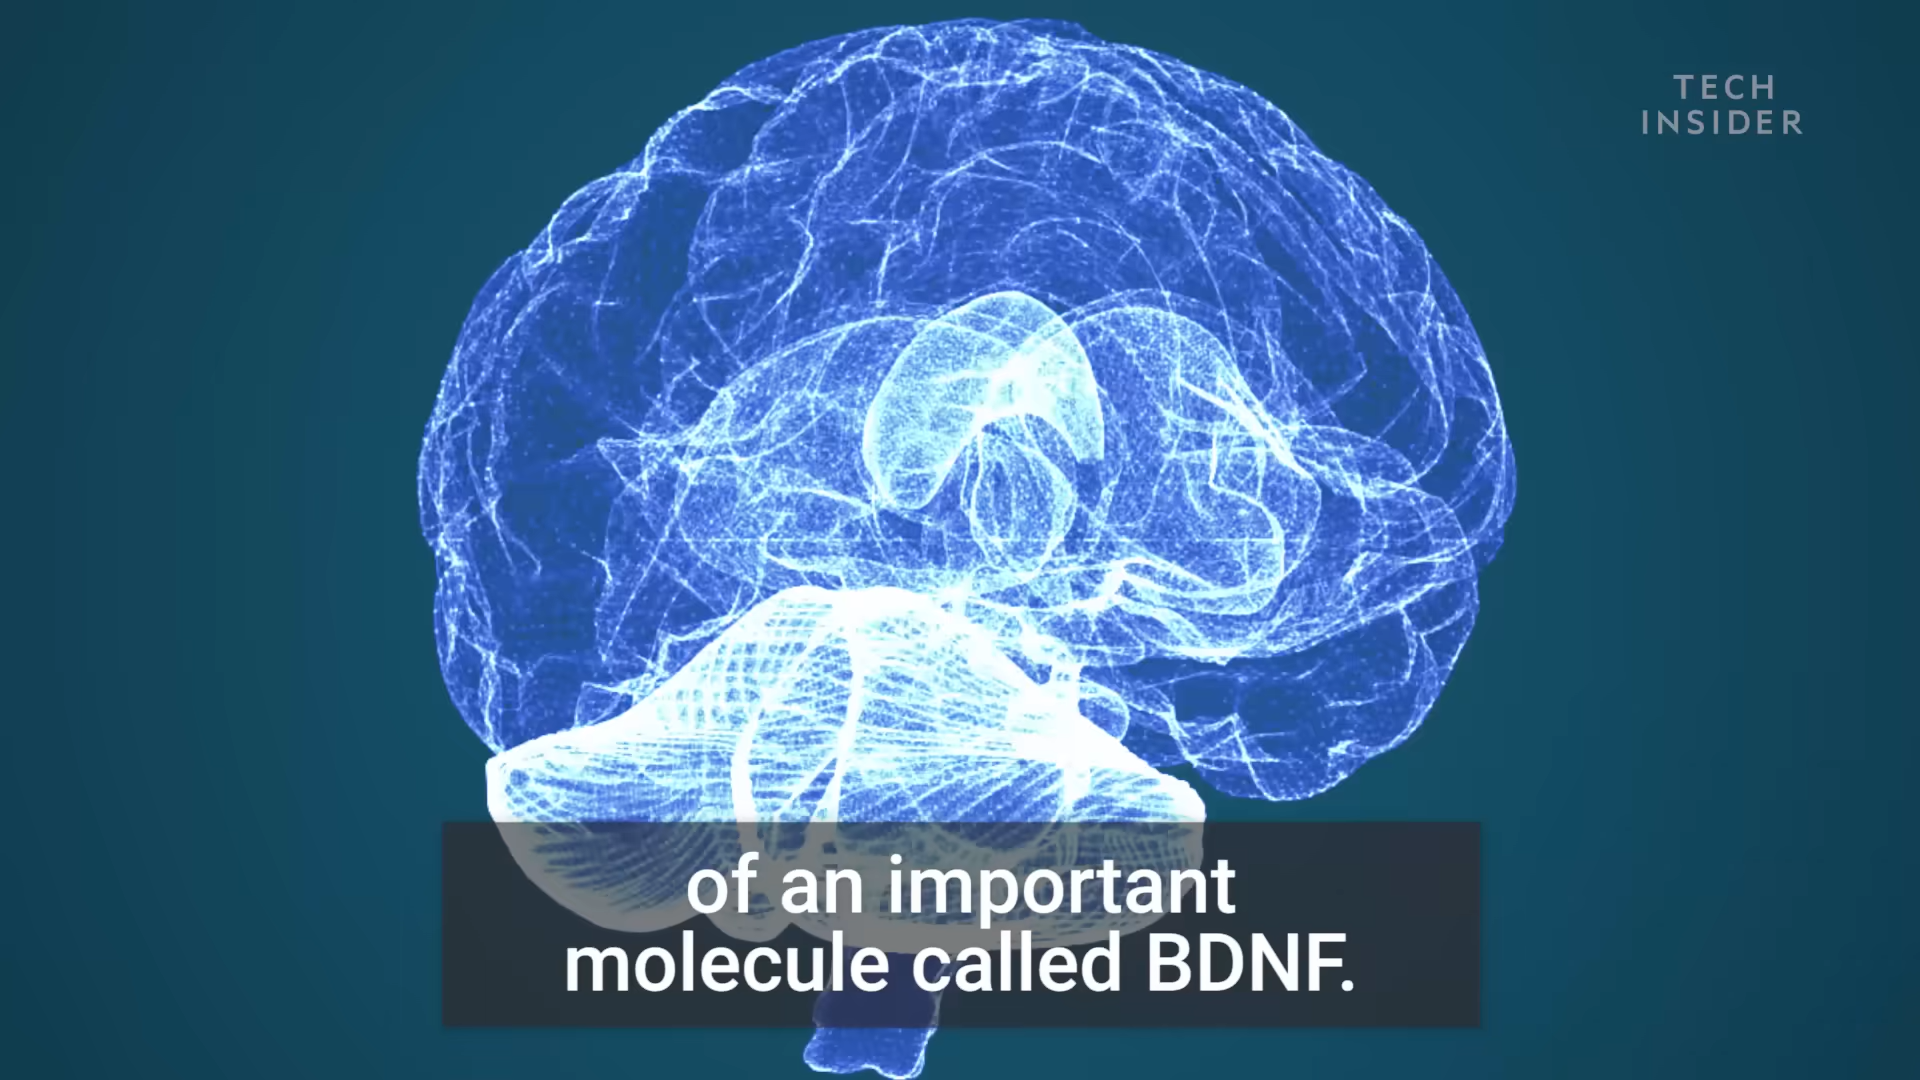 TECH
INSIDER
of an important
molecule called BDNF.